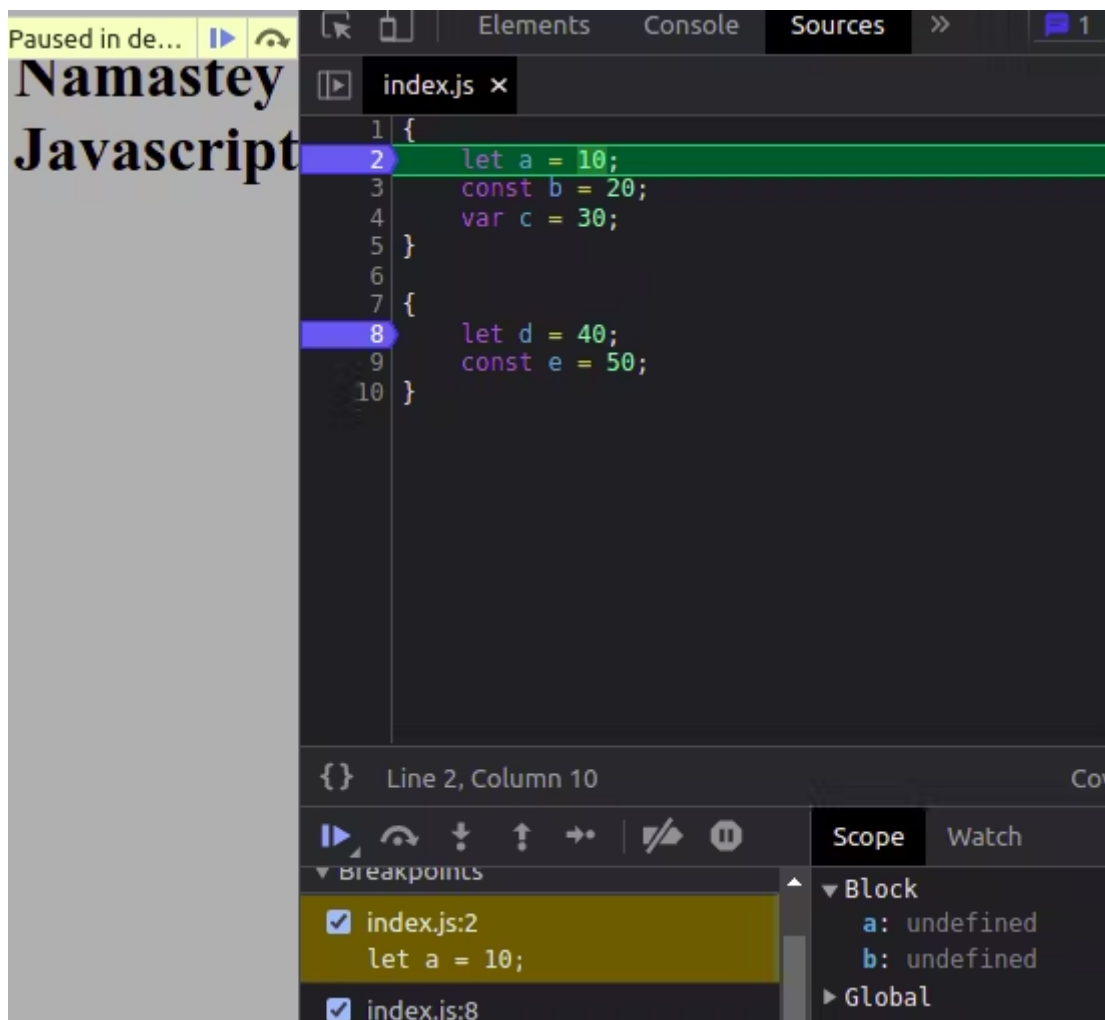 Paused in de...
Elements Console Sources » 1
Namastey
Javascript
index.js ×
1 {
2 let a = 10;
3 const b = 20;
4 var c = 30;
5 }
6
7 {
8 let d = 40;
9 const e = 50;
10 }
{} Line 2, Column 10
Cov
Breakpoints
index.js:2
let a = 10;
index.js:8
Scope Watch
Block
a: undefined
b: undefined
Global